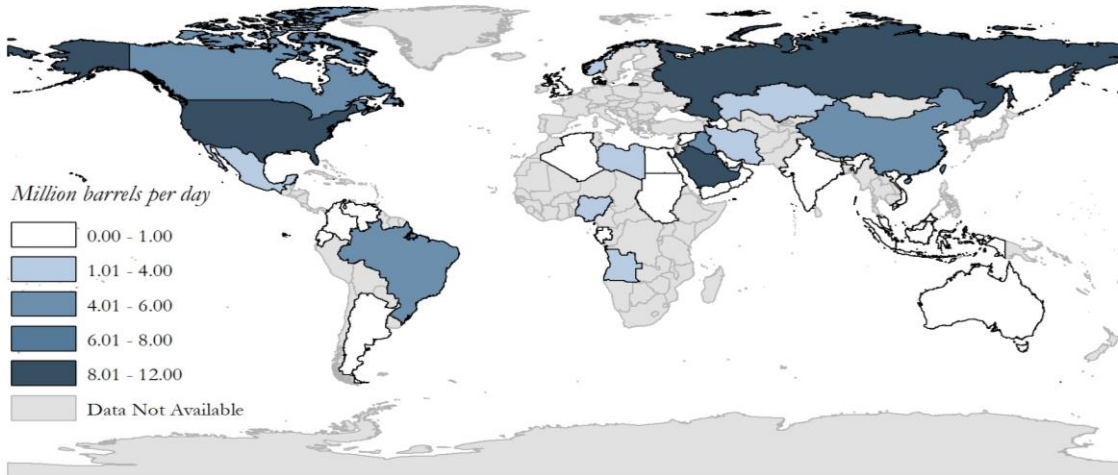 Million barrels per day
0.00 - 1.00
1.01 - 4.00
4.01 - 6.00
6.01 - 8.00
8.01 - 12.00
Data Not Available